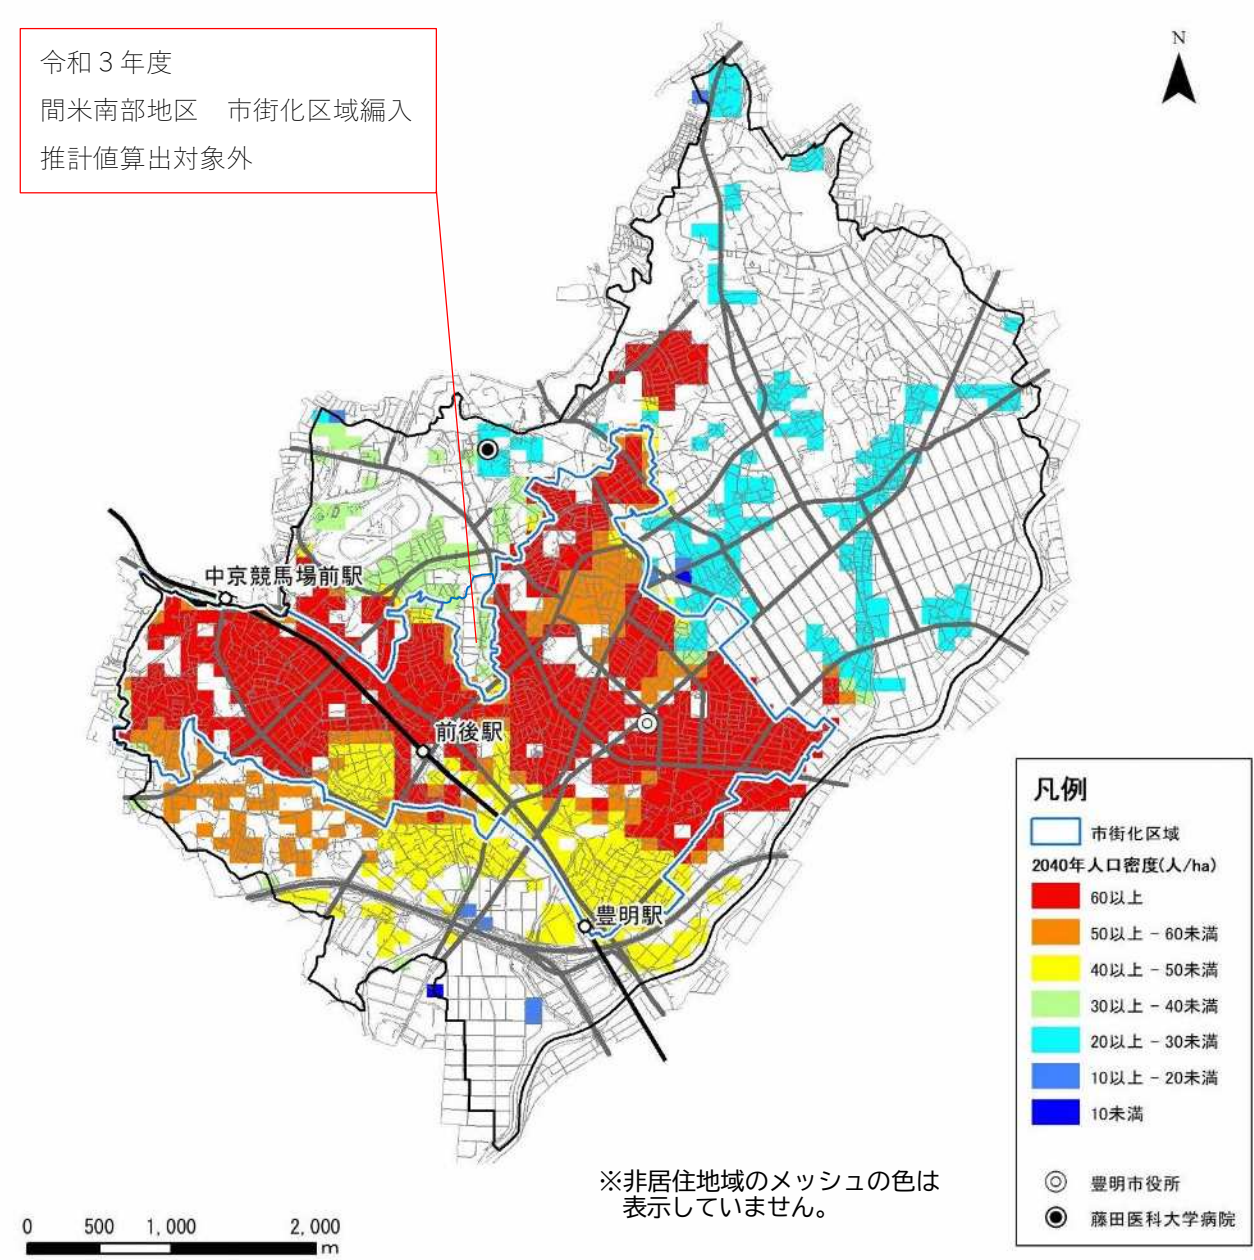 令和３年度
間米南部地区　市街化区域編入
推計値算出対象外
N
中京競馬場前駅
前後駅
豊明駅
凡例
市街化区域
2040年人口密度(人/ha)
60以上
50以上 − 60未満
40以上 − 50未満
30以上 − 40未満
20以上 − 30未満
10以上 − 20未満
10未満
豊明市役所
藤田医科大学病院
※非居住地域のメッシュの色は
表示していません。
0 500 1,000 2,000
m